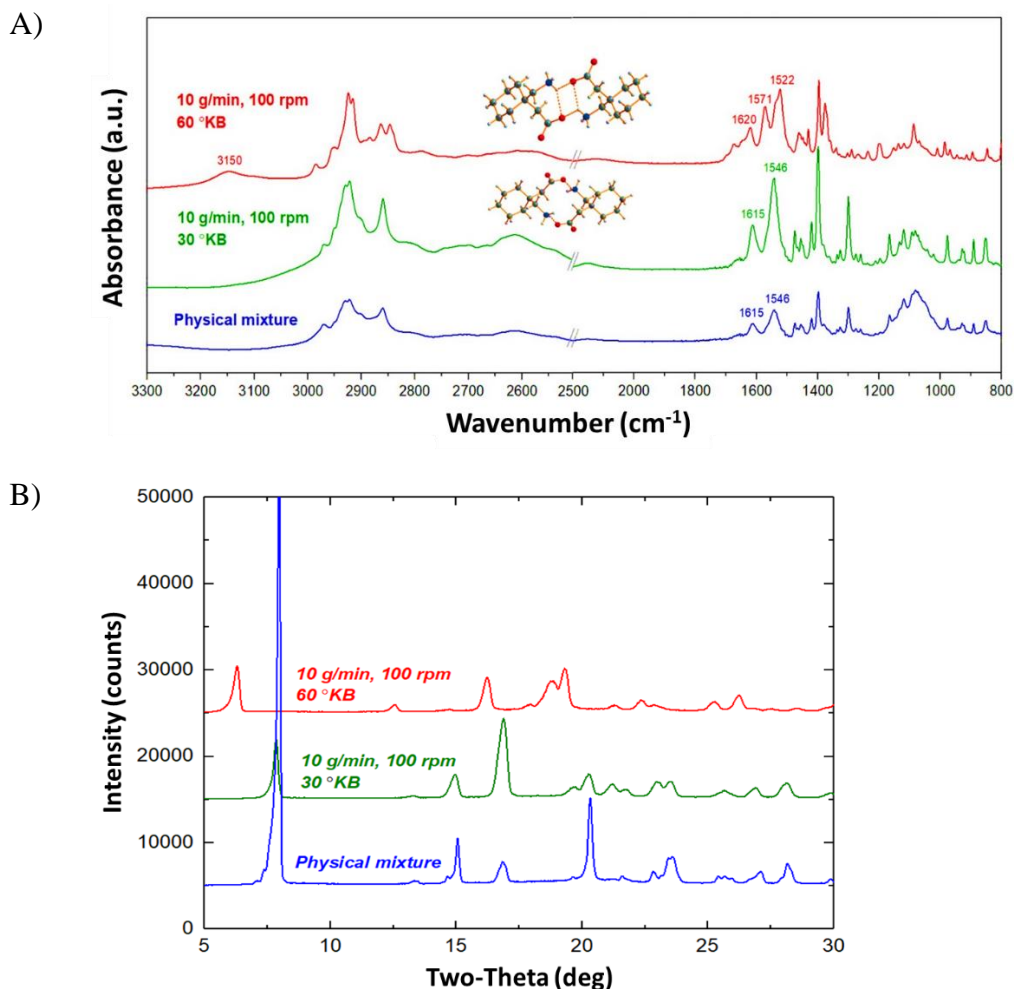 A)
Absorbance (a.u.)
10 g/min, 100 rpm
60 °KB
3150
1620
1571
1522
10 g/min, 100 rpm
30 °KB
1615
1546
Physical mixture
1615
1546
3300 3100 2900 2700 2600 2500 2000 1800 1600 1400 1200 1000 800
Wavenumber (cm-1)
B)
Intensity (counts)
50000
40000
30000
20000
10000
0
10 g/min, 100 rpm
60 °KB
10 g/min, 100 rpm
30 °KB
Physical mixture
5 10 15 20 25 30
Two-Theta (deg)